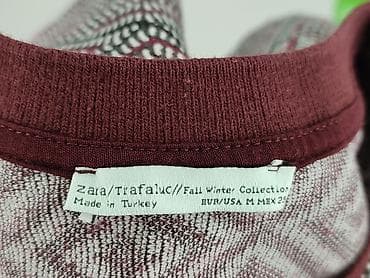 Zara/Trafaluc//Fall Winter Collection
Made in Turkey EUR/USA M MEX